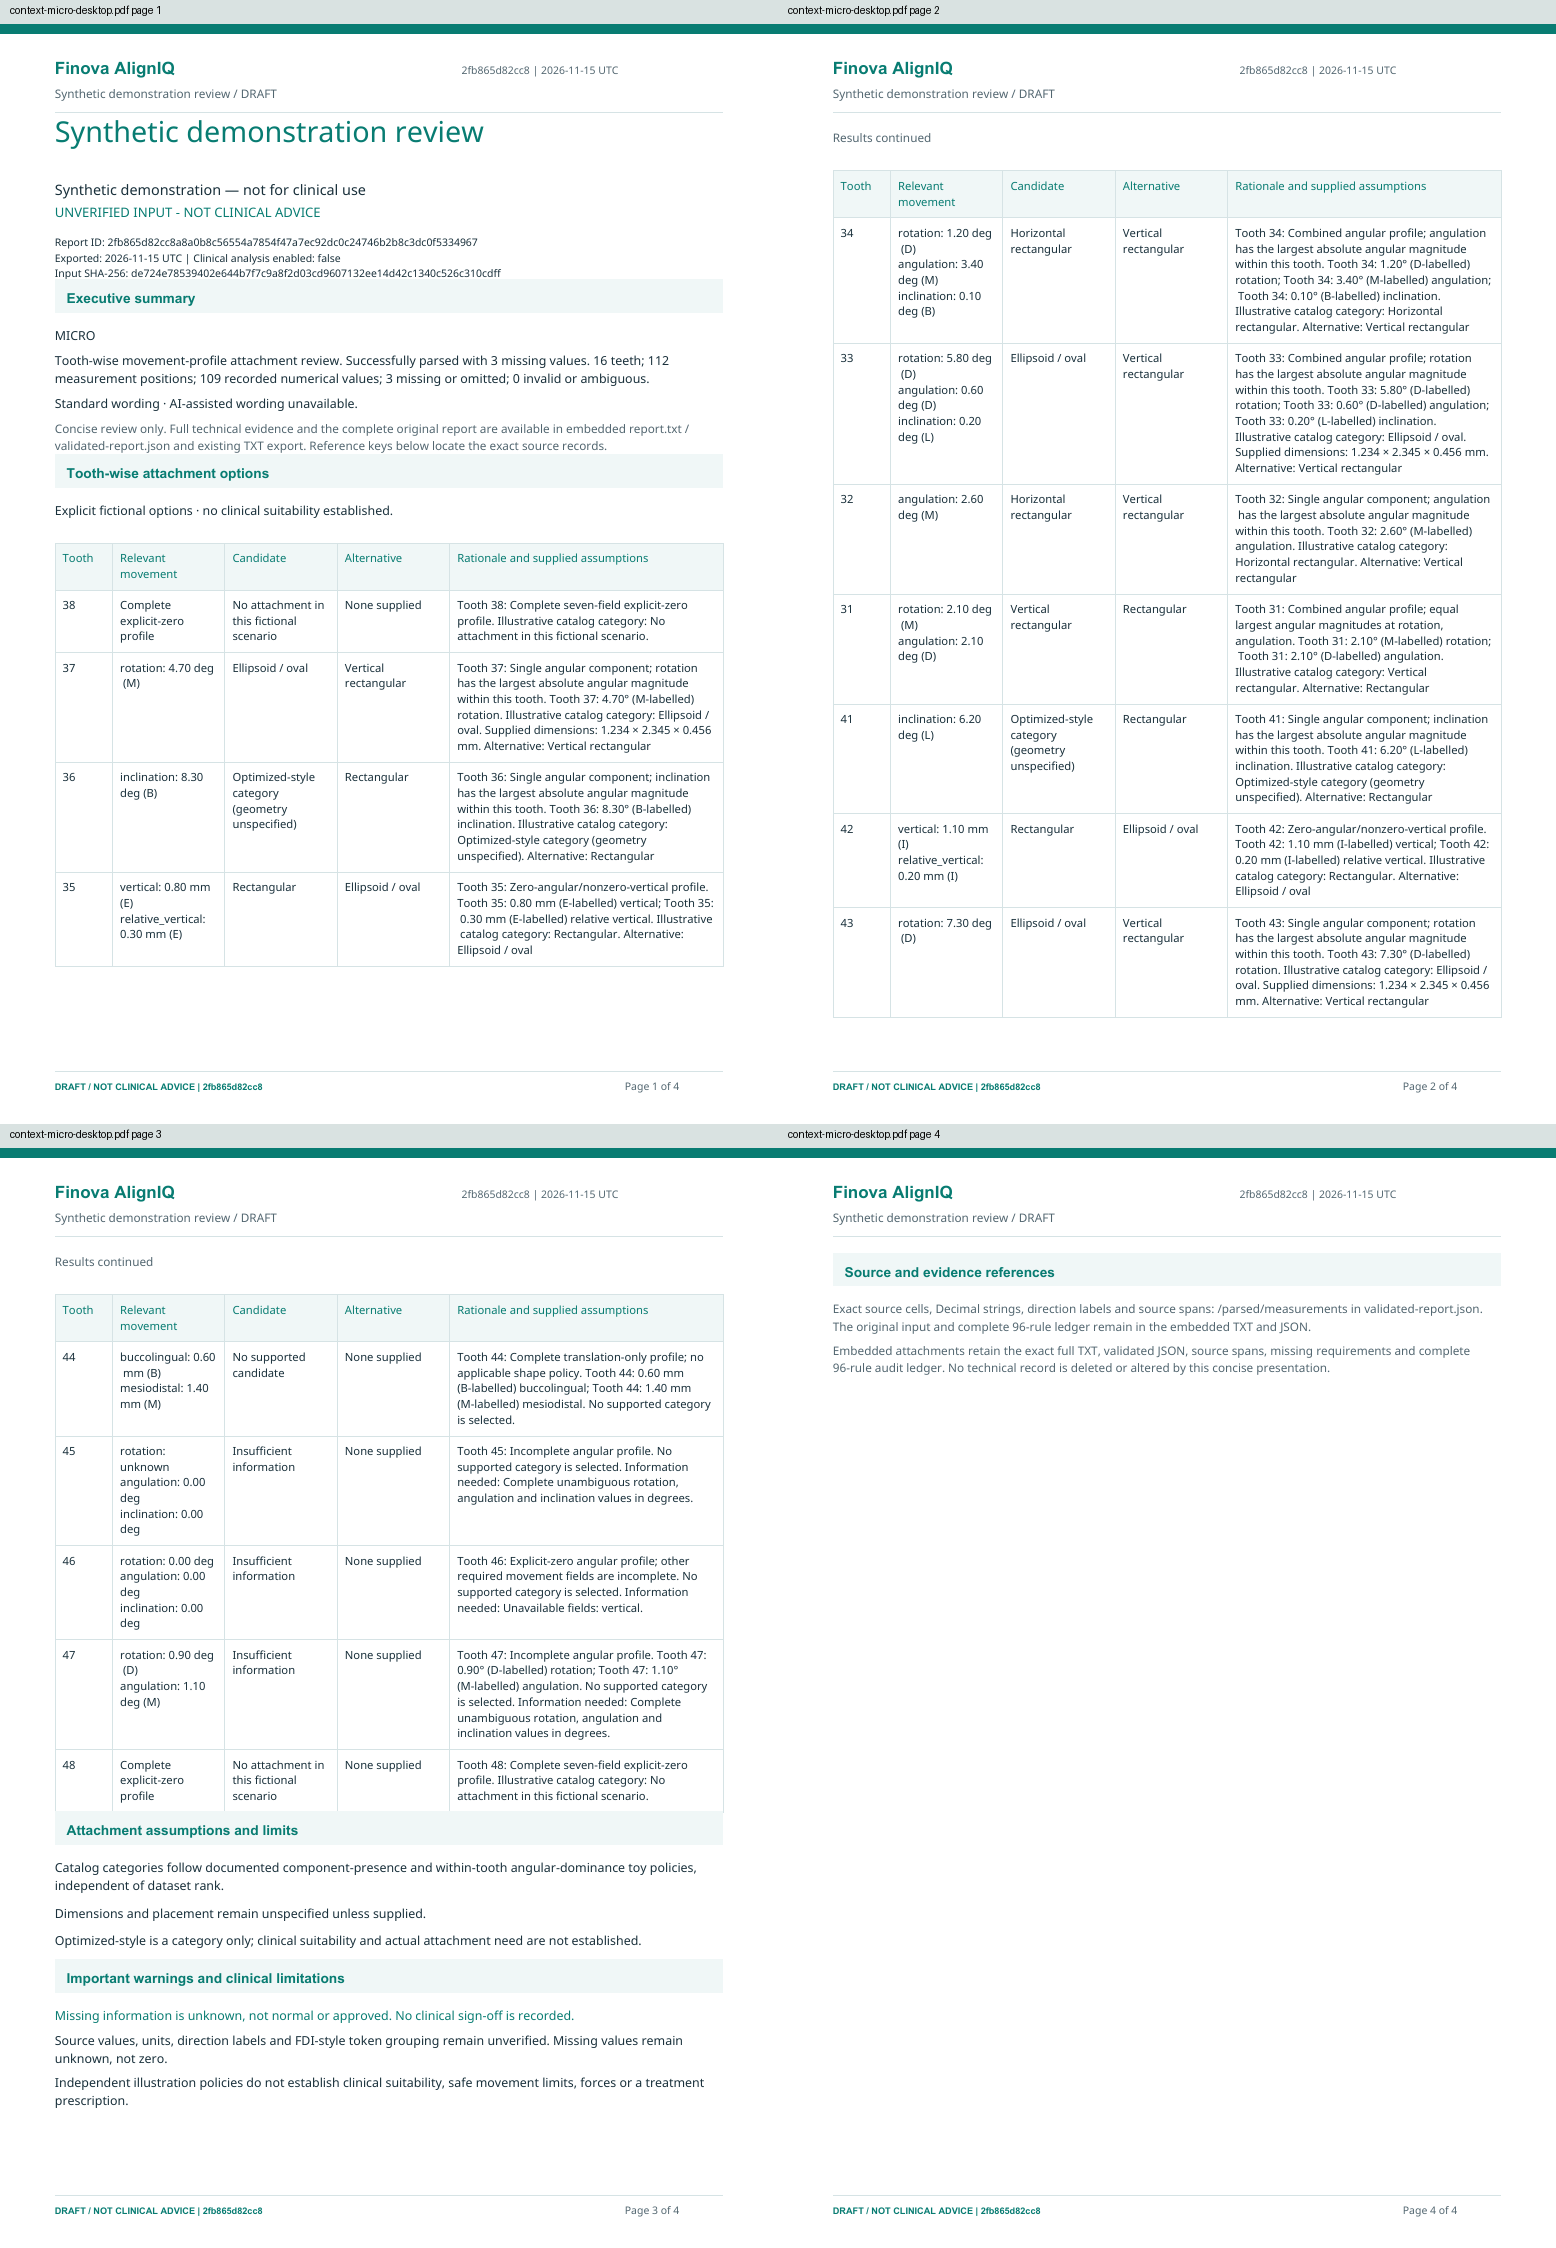 context-micro-desktop.pdf page 1
Finova AlignIQ
2fb865d82cc8 | 2026-11-15 UTC
Synthetic demonstration review / DRAFT
Synthetic demonstration review
Synthetic demonstration — not for clinical use
UNVERIFIED INPUT - NOT CLINICAL ADVICE
Report ID: 2fb865d82cc8a8a0b8c56554a7854f47a7ec92dc0c24746b2b8c3dc0f5334967
Exported: 2026-11-15 UTC | Clinical analysis enabled: false
Input SHA-256: de724e78539402e644b7f7c9a8f2d03cd9607132ee14d42c1340c526c310cdff
Executive summary
MICRO
Tooth-wise movement-profile attachment review. Successfully parsed with 3 missing values. 16 teeth; 112
measurement positions; 109 recorded numerical values; 3 missing or omitted; 0 invalid or ambiguous.
Standard wording · AI-assisted wording unavailable.
Concise review only. Full technical evidence and the complete original report are available in embedded report.txt /
validated-report.json and existing TXT export. Reference keys below locate the exact source records.
Tooth-wise attachment options
Explicit fictional options · no clinical suitability established.
Tooth
Relevant
movement
Candidate
Alternative
Rationale and supplied assumptions
38
Complete
explicit-zero
profile
No attachment in
this fictional
scenario
None supplied
Tooth 38: Complete seven-field explicit-zero
profile. Illustrative catalog category: No
attachment in this fictional scenario.
37
rotation: 4.70 deg
(M)
Ellipsoid / oval
Vertical
rectangular
Tooth 37: Single angular component; rotation
has the largest absolute angular magnitude
within this tooth. Tooth 37: 4.70° (M-labelled)
rotation. Illustrative catalog category: Ellipsoid /
oval. Supplied dimensions: 1.234 × 2.345 × 0.456
mm. Alternative: Vertical rectangular
36
inclination: 8.30
deg (B)
Optimized-style
category
(geometry
unspecified)
Rectangular
Tooth 36: Single angular component; inclination
has the largest absolute angular magnitude
within this tooth. Tooth 36: 8.30° (B-labelled)
inclination. Illustrative catalog category:
Optimized-style category (geometry
unspecified). Alternative: Rectangular
35
vertical: 0.80 mm
(E)
relative_vertical:
0.30 mm (E)
Rectangular
Ellipsoid / oval
Tooth 35: Zero-angular/nonzero-vertical profile.
Tooth 35: 0.80 mm (E-labelled) vertical; Tooth 35:
0.30 mm (E-labelled) relative vertical. Illustrative
catalog category: Rectangular. Alternative:
Ellipsoid / oval
DRAFT / NOT CLINICAL ADVICE | 2fb865d82cc8
Page 1 of 4
context-micro-desktop.pdf page 2
Finova AlignIQ
2fb865d82cc8 | 2026-11-15 UTC
Synthetic demonstration review / DRAFT
Results continued
Tooth
Relevant
movement
Candidate
Alternative
Rationale and supplied assumptions
34
rotation: 1.20 deg
(D)
angulation: 3.40
deg (M)
inclination: 0.10
deg (B)
Horizontal
rectangular
Vertical
rectangular
Tooth 34: Combined angular profile; angulation
has the largest absolute angular magnitude
within this tooth. Tooth 34: 1.20° (D-labelled)
rotation; Tooth 34: 3.40° (M-labelled) angulation;
Tooth 34: 0.10° (B-labelled) inclination.
Illustrative catalog category: Horizontal
rectangular. Alternative: Vertical rectangular
33
rotation: 5.80 deg
(D)
angulation: 0.60
deg (D)
inclination: 0.20
deg (L)
Ellipsoid / oval
Vertical
rectangular
Tooth 33: Combined angular profile; rotation
has the largest absolute angular magnitude
within this tooth. Tooth 33: 5.80° (D-labelled)
rotation; Tooth 33: 0.60° (D-labelled) angulation;
Tooth 33: 0.20° (L-labelled) inclination.
Illustrative catalog category: Ellipsoid / oval.
Supplied dimensions: 1.234 × 2.345 × 0.456 mm.
Alternative: Vertical rectangular
32
angulation: 2.60
deg (M)
Horizontal
rectangular
Vertical
rectangular
Tooth 32: Single angular component; angulation
has the largest absolute angular magnitude
within this tooth. Tooth 32: 2.60° (M-labelled)
angulation. Illustrative catalog category:
Horizontal rectangular. Alternative: Vertical
rectangular
31
rotation: 2.10 deg
(M)
angulation: 2.10
deg (D)
Vertical
rectangular
Rectangular
Tooth 31: Combined angular profile; equal
largest angular magnitudes at rotation,
angulation. Tooth 31: 2.10° (M-labelled) rotation;
Tooth 31: 2.10° (D-labelled) angulation.
Illustrative catalog category: Vertical
rectangular. Alternative: Rectangular
41
inclination: 6.20
deg (L)
Optimized-style
category
(geometry
unspecified)
Rectangular
Tooth 41: Single angular component; inclination
has the largest absolute angular magnitude
within this tooth. Tooth 41: 6.20° (L-labelled)
inclination. Illustrative catalog category:
Optimized-style category (geometry
unspecified). Alternative: Rectangular
42
vertical: 1.10 mm
(I)
relative_vertical:
0.20 mm (I)
Rectangular
Ellipsoid / oval
Tooth 42: Zero-angular/nonzero-vertical profile.
Tooth 42: 1.10 mm (I-labelled) vertical; Tooth 42:
0.20 mm (I-labelled) relative vertical. Illustrative
catalog category: Rectangular. Alternative:
Ellipsoid / oval
43
rotation: 7.30 deg
(D)
Ellipsoid / oval
Vertical
rectangular
Tooth 43: Single angular component; rotation
has the largest absolute angular magnitude
within this tooth. Tooth 43: 7.30° (D-labelled)
rotation. Illustrative catalog category: Ellipsoid /
oval. Supplied dimensions: 1.234 × 2.345 × 0.456
mm. Alternative: Vertical rectangular
DRAFT / NOT CLINICAL ADVICE | 2fb865d82cc8
Page 2 of 4
context-micro-desktop.pdf page 3
Finova AlignIQ
2fb865d82cc8 | 2026-11-15 UTC
Synthetic demonstration review / DRAFT
Results continued
Tooth
Relevant
movement
Candidate
Alternative
Rationale and supplied assumptions
44
buccolingual: 0.60
mm (B)
mesiodistal: 1.40
mm (M)
No supported
candidate
None supplied
Tooth 44: Complete translation-only profile; no
applicable shape policy. Tooth 44: 0.60 mm
(B-labelled) buccolingual; Tooth 44: 1.40 mm
(M-labelled) mesiodistal. No supported category
is selected.
45
rotation:
unknown
angulation: 0.00
deg
inclination: 0.00
deg
Insufficient
information
None supplied
Tooth 45: Incomplete angular profile. No
supported category is selected. Information
needed: Complete unambiguous rotation,
angulation and inclination values in degrees.
46
rotation: 0.00 deg
angulation: 0.00
deg
inclination: 0.00
deg
Insufficient
information
None supplied
Tooth 46: Explicit-zero angular profile; other
required movement fields are incomplete. No
supported category is selected. Information
needed: Unavailable fields: vertical.
47
rotation: 0.90 deg
(D)
angulation: 1.10
deg (M)
Insufficient
information
None supplied
Tooth 47: Incomplete angular profile. Tooth 47:
0.90° (D-labelled) rotation; Tooth 47: 1.10°
(M-labelled) angulation. No supported category
is selected. Information needed: Complete
unambiguous rotation, angulation and
inclination values in degrees.
48
Complete
explicit-zero
profile
No attachment in
this fictional
scenario
None supplied
Tooth 48: Complete seven-field explicit-zero
profile. Illustrative catalog category: No
attachment in this fictional scenario.
Attachment assumptions and limits
Catalog categories follow documented component-presence and within-tooth angular-dominance toy policies,
independent of dataset rank.
Dimensions and placement remain unspecified unless supplied.
Optimized-style is a category only; clinical suitability and actual attachment need are not established.
Important warnings and clinical limitations
Missing information is unknown, not normal or approved. No clinical sign-off is recorded.
Source values, units, direction labels and FDI-style token grouping remain unverified. Missing values remain
unknown, not zero.
Independent illustration policies do not establish clinical suitability, safe movement limits, forces or a treatment
prescription.
DRAFT / NOT CLINICAL ADVICE | 2fb865d82cc8
Page 3 of 4
context-micro-desktop.pdf page 4
Finova AlignIQ
2fb865d82cc8 | 2026-11-15 UTC
Synthetic demonstration review / DRAFT
Source and evidence references
Exact source cells, Decimal strings, direction labels and source spans: /parsed/measurements in validated-report.json.
The original input and complete 96-rule ledger remain in the embedded TXT and JSON.
Embedded attachments retain the exact full TXT, validated JSON, source spans, missing requirements and complete
96-rule audit ledger. No technical record is deleted or altered by this concise presentation.
DRAFT / NOT CLINICAL ADVICE | 2fb865d82cc8
Page 4 of 4